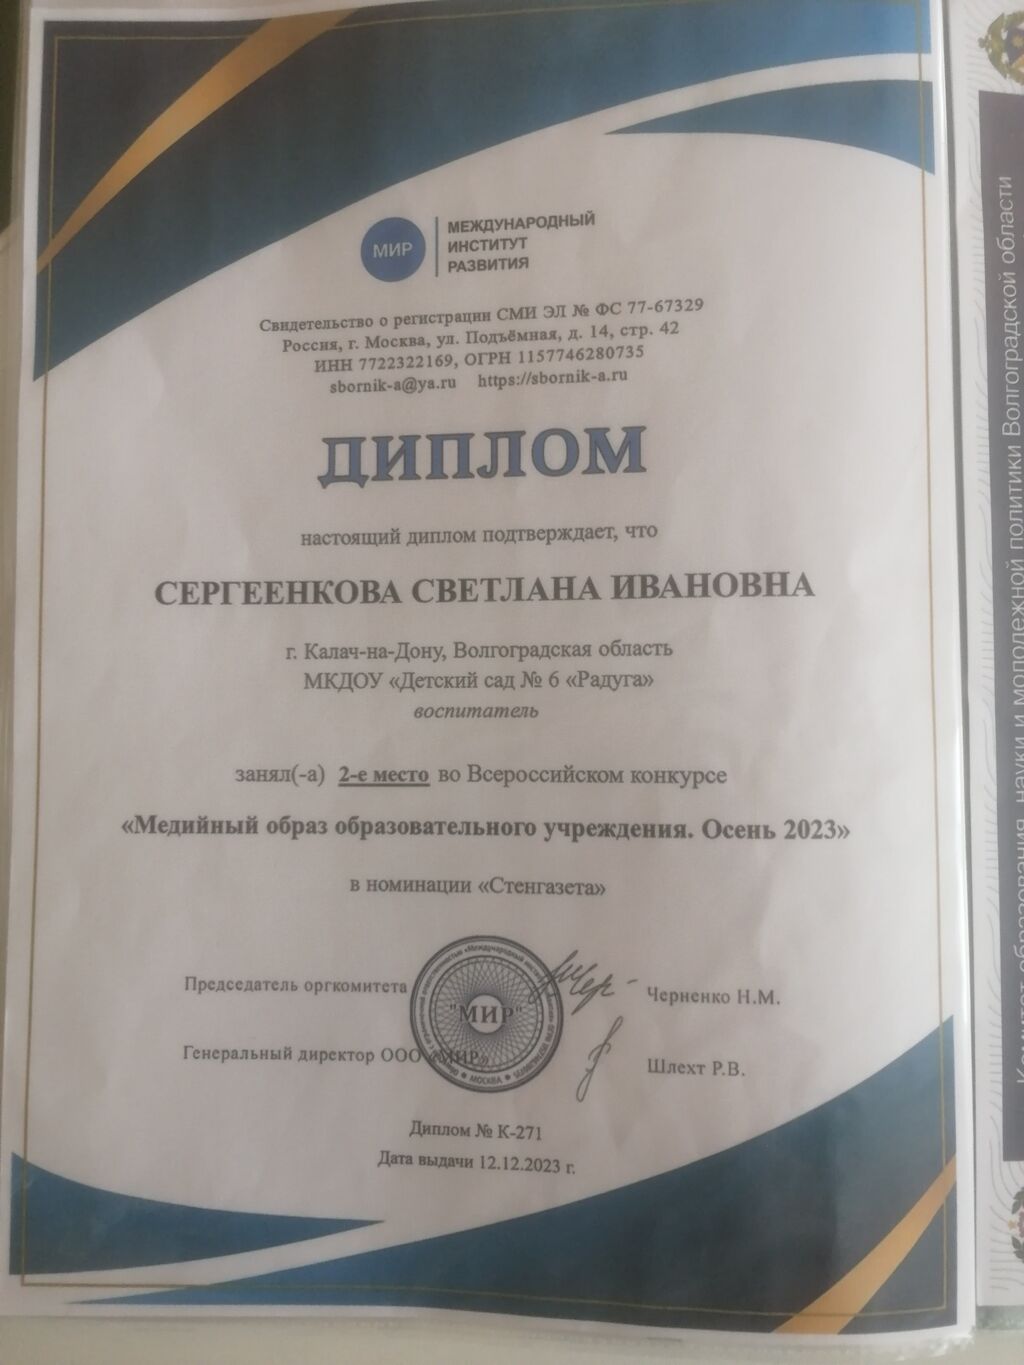 МИР
МЕЖДУНАРОДНЫЙ
ИНСТИТУТ
РАЗВИТИЯ
Свидетельство о регистрации СМИ ЭЛ № ФС 77-67329
Россия, г. Москва, ул. Подъёмная, д. 14, стр. 42
ИНН 7722322169, ОГРН 1157746280735
sbornik-a@ya.ru https://sbornik-a.ru
ДИПЛОМ
настоящий диплом подтверждает, что
СЕРГЕЕНКОВА СВЕТЛАНА ИВАНОВНА
г. Калач-на-Дону, Волгоградская область
МКДОУ «Детский сад № 6 «Радуга»
воспитатель
занял(-а) 2-е место во Всероссийском конкурсе
«Медийный образ образовательного учреждения. Осень 2023»
в номинации «Стенгазета»
Председатель оргкомитета
Черненко Н.М.
Генеральный директор ООО «МИР»
Шлехт Р.В.
"МИР"
МОСКВА
Диплом № К-271
Дата выдачи 12.12.2023 г.
образования, науки и молодежной политики Волгоградской области